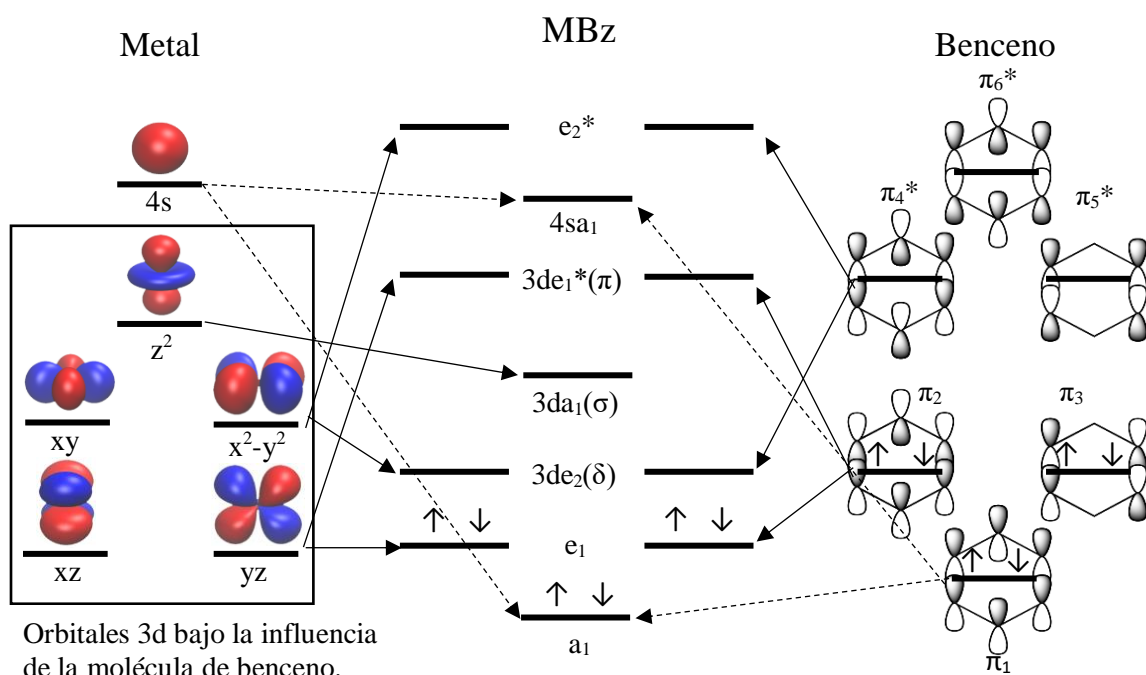 MBz
Metal
Benceno
π₆*
e₂*
4s
4sa₁
π₄*
π₅*
3de₁*(π)
z²
3da₁(σ)
xy
x²-y²
π₂
π₃
↑ ↓
↑ ↓
3de₂(δ)
↑ ↓
↑ ↓
e₁
xz
yz
↑ ↓
↑ ↓
a₁
π₁
Orbitales 3d bajo la influencia
de la molécula de benceno.